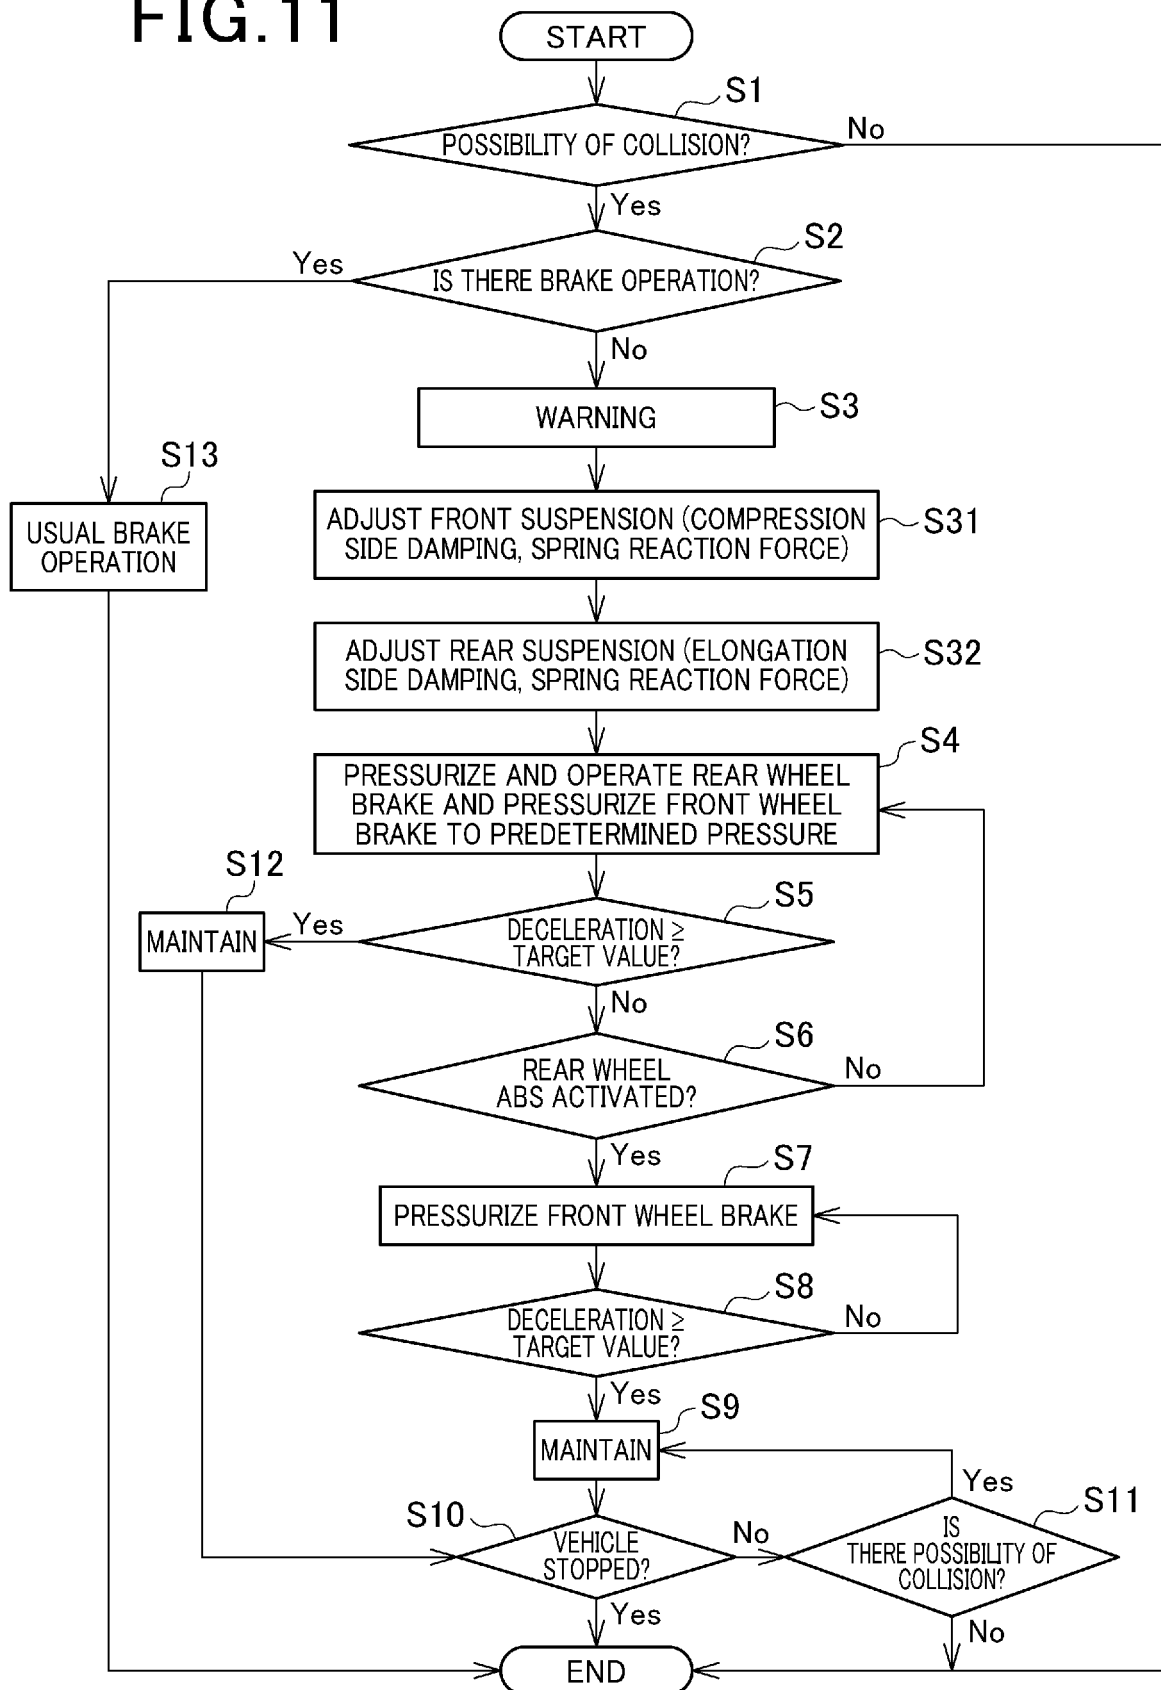 FIG.11
START
S1
POSSIBILITY OF COLLISION?
No
Yes
S2
Yes
IS THERE BRAKE OPERATION?
No
S3
WARNING
S13
USUAL BRAKE
OPERATION
S31
ADJUST FRONT SUSPENSION (COMPRESSION
SIDE DAMPING, SPRING REACTION FORCE)
S32
ADJUST REAR SUSPENSION (ELONGATION
SIDE DAMPING, SPRING REACTION FORCE)
S4
PRESSURIZE AND OPERATE REAR WHEEL
BRAKE AND PRESSURIZE FRONT WHEEL
BRAKE TO PREDETERMINED PRESSURE
S12
MAINTAIN
Yes
S5
DECELERATION ≥
TARGET VALUE?
No
S6
REAR WHEEL
ABS ACTIVATED?
No
Yes
S7
PRESSURIZE FRONT WHEEL BRAKE
S8
DECELERATION ≥
TARGET VALUE?
No
Yes
S9
MAINTAIN
S10
VEHICLE
STOPPED?
No
Yes
S11
IS
THERE POSSIBILITY OF
COLLISION?
Yes
No
END